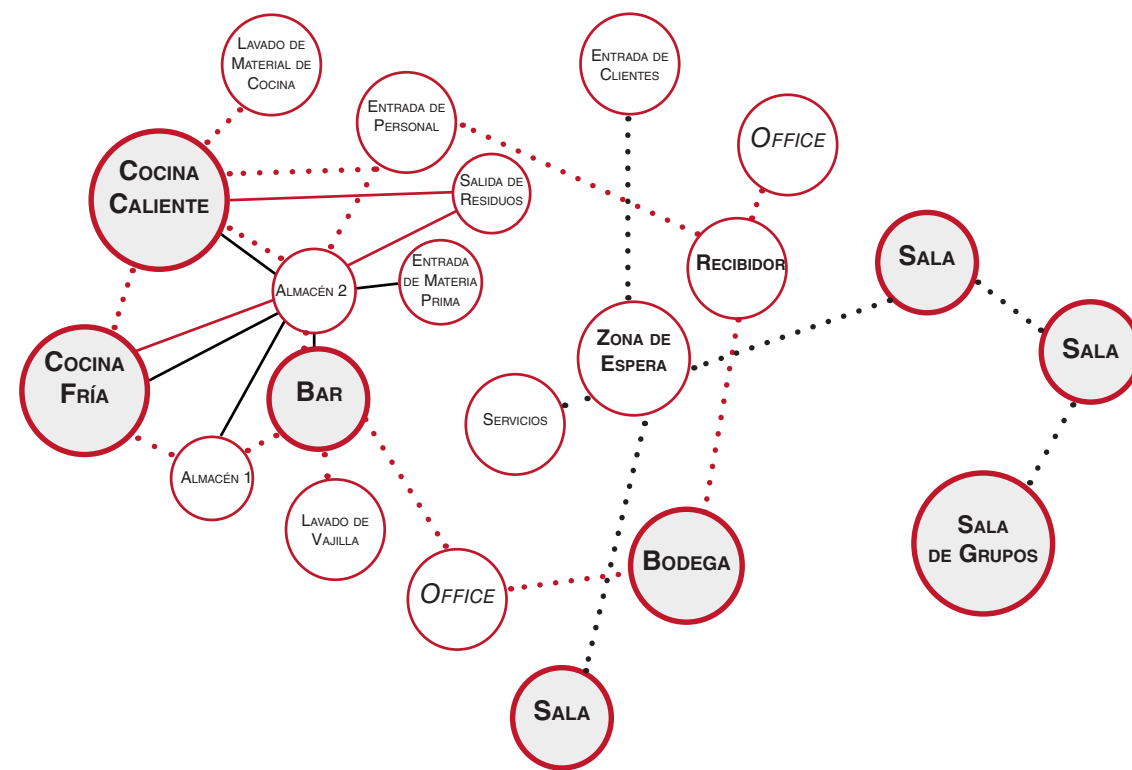 Lavado de
Material de
Cocina
Entrada de
Personal
Entrada de
Clientes
Office
Cocina
Caliente
Salida de
Residuos
Recibidor
Sala
Entrada
de Materia
Prima
Almacén 2
Zona de
Espera
Sala
Cocina
Fría
Bar
Servicios
Almacén 1
Lavado de
Vajilla
Office
Bodega
Sala
de Grupos
Sala